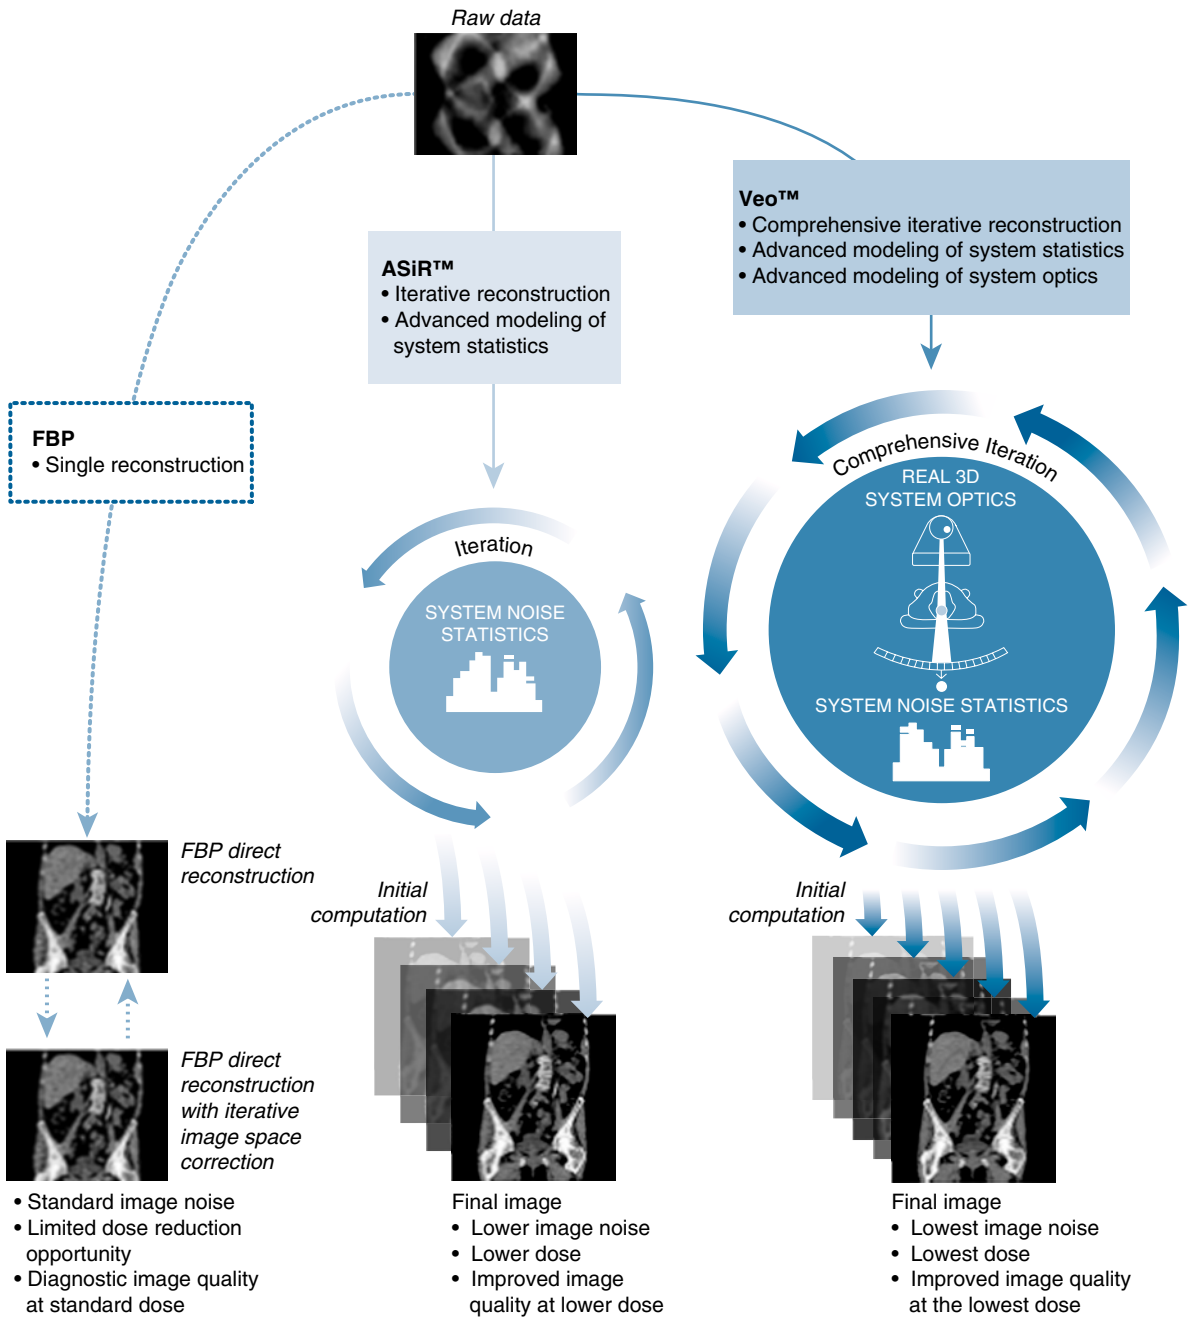 Raw data
Veo™
• Comprehensive iterative reconstruction
• Advanced modeling of system statistics
• Advanced modeling of system optics
ASiR™
• Iterative reconstruction
• Advanced modeling of
system statistics
FBP
• Single reconstruction
Iteration
SYSTEM NOISE
STATISTICS
Comprehensive Iteration
REAL 3D
SYSTEM OPTICS
SYSTEM NOISE STATISTICS
FBP direct
reconstruction
FBP direct
reconstruction
with iterative
image space
correction
• Standard image noise
• Limited dose reduction
opportunity
• Diagnostic image quality
at standard dose
Initial
computation
Final image
• Lower image noise
• Lower dose
• Improved image
quality at lower dose
Initial
computation
Final image
• Lowest image noise
• Lowest dose
• Improved image quality
at the lowest dose